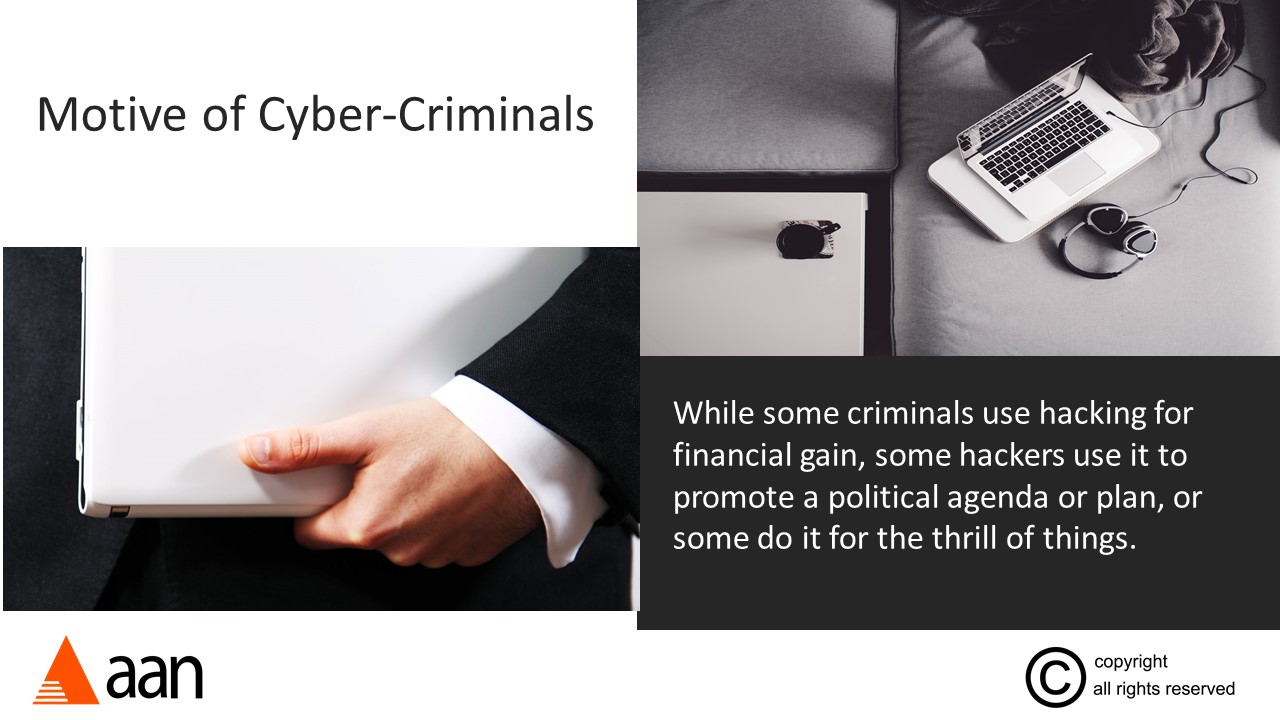 Motive of Cyber-Criminals
While some criminals use hacking for
financial gain, some hackers use it to
promote a political agenda or plan, or
some do it for the thrill of things.
aan
© copyright
all rights reserved